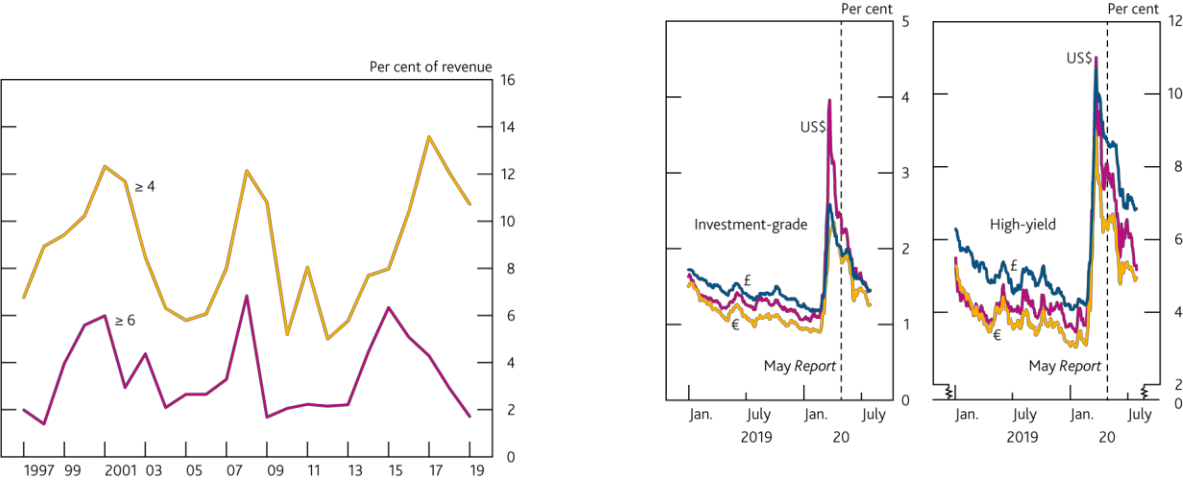 Per cent of revenue
16
14
12
10
8
6
4
2
0
≥ 4
≥ 6
1997 99 2001 03 05 07 09 11 13 15 17 19
Per cent
5
4
3
2
1
0
US$
Investment-grade
£
€
May Report
Jan. July Jan. July
2019 20
Per cent
12
10
8
6
4
2
0
US$
High-yield
£
€
May Report
Jan. July Jan. July
2019 20